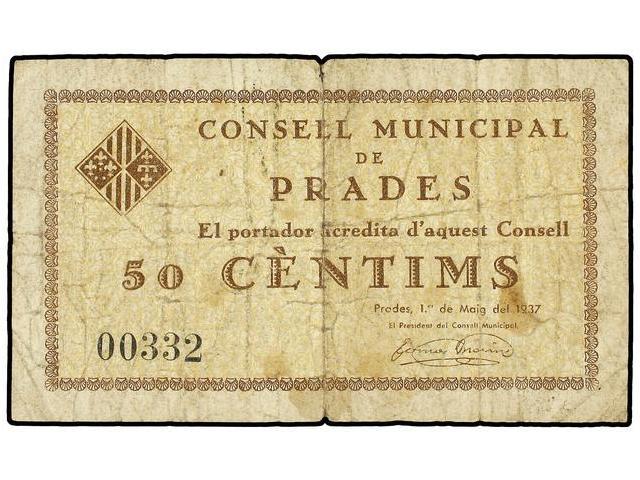 CONSELL MUNICIPAL
DE
PRADES
El portador acredita d'aquest Consell
50 CÈNTIMS
Prades, 1.er de Maig del 1937
El President del Consell Municipal,
00332